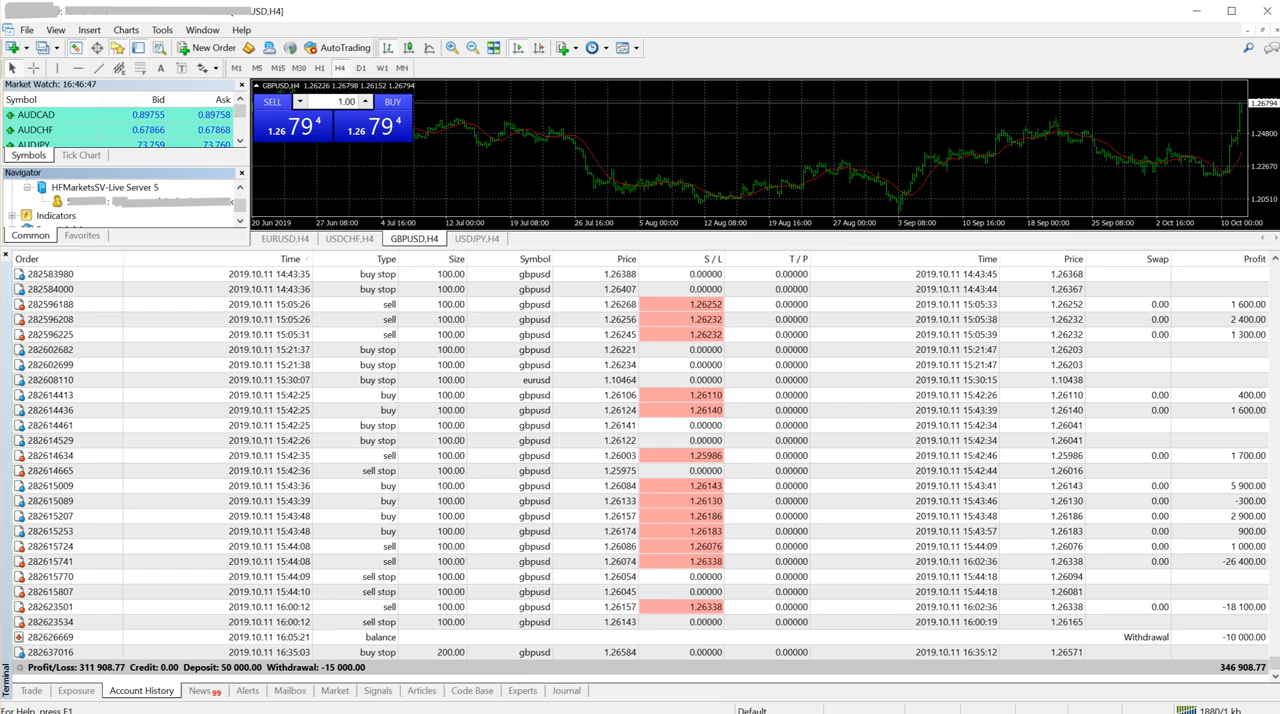 USD,H4]
File View Insert Charts Tools Window Help
New Order AutoTrading
A T M1 M5 M15 M30 H1 H4 D1 W1 MN
Market Watch: 16:46:47
Symbol Bid Ask
AUDCAD 0.89755 0.89758
AUDCHF 0.67866 0.67868
AUDJPY 73.759 73.760
Symbols Tick Chart
Navigator
HFMarketsSV-Live Server 5
Indicators
Common Favorites
GBPUSD,H4 1.26226 1.26798 1.26152 1.26794
SELL 1.00 BUY
1.26 79 4 1.26 79 4
1.26794
1.24800
1.22670
1.20510
20 Jun 2019 27 Jun 08:00 4 Jul 16:00 12 Jul 00:00 19 Jul 08:00 26 Jul 16:00 5 Aug 00:00 12 Aug 08:00 19 Aug 16:00 27 Aug 00:00 3 Sep 08:00 10 Sep 16:00 18 Sep 00:00 25 Sep 08:00 2 Oct 16:00 10 Oct 00:00
EURUSD,H4 USDCHF,H4 GBPUSD,H4 USDJPY,H4
Order Time Type Size Symbol Price S / L T / P Time Price Swap Profit
282583980 2019.10.11 14:43:35 buy stop 100.00 gbpusd 1.26388 0.00000 0.00000 2019.10.11 14:43:45 1.26368
282584000 2019.10.11 14:43:36 buy stop 100.00 gbpusd 1.26407 0.00000 0.00000 2019.10.11 14:43:44 1.26367
282596188 2019.10.11 15:05:26 sell 100.00 gbpusd 1.26268 1.26252 0.00000 2019.10.11 15:05:33 1.26252 0.00 1 600.00
282596208 2019.10.11 15:05:26 sell 100.00 gbpusd 1.26256 1.26232 0.00000 2019.10.11 15:05:38 1.26232 0.00 2 400.00
282596225 2019.10.11 15:05:31 sell 100.00 gbpusd 1.26245 1.26232 0.00000 2019.10.11 15:05:39 1.26232 0.00 1 300.00
282602682 2019.10.11 15:21:37 buy stop 100.00 gbpusd 1.26221 0.00000 0.00000 2019.10.11 15:21:47 1.26203
282602699 2019.10.11 15:21:38 buy stop 100.00 gbpusd 1.26234 0.00000 0.00000 2019.10.11 15:21:47 1.26203
282608110 2019.10.11 15:30:07 buy stop 100.00 eurusd 1.10464 0.00000 0.00000 2019.10.11 15:30:15 1.10438
282614413 2019.10.11 15:42:25 buy 100.00 gbpusd 1.26106 1.26110 0.00000 2019.10.11 15:42:26 1.26110 0.00 400.00
282614436 2019.10.11 15:42:25 buy 100.00 gbpusd 1.26124 1.26140 0.00000 2019.10.11 15:43:39 1.26140 0.00 1 600.00
282614461 2019.10.11 15:42:25 buy stop 100.00 gbpusd 1.26141 0.00000 0.00000 2019.10.11 15:42:34 1.26041
282614529 2019.10.11 15:42:26 buy stop 100.00 gbpusd 1.26122 0.00000 0.00000 2019.10.11 15:42:34 1.26041
282614634 2019.10.11 15:42:35 sell 100.00 gbpusd 1.26003 1.25986 0.00000 2019.10.11 15:42:46 1.25986 0.00 1 700.00
282614665 2019.10.11 15:42:36 sell stop 100.00 gbpusd 1.25975 0.00000 0.00000 2019.10.11 15:42:44 1.26016
282615009 2019.10.11 15:43:36 buy 100.00 gbpusd 1.26084 1.26143 0.00000 2019.10.11 15:43:41 1.26143 0.00 5 900.00
282615089 2019.10.11 15:43:39 buy 100.00 gbpusd 1.26133 1.26130 0.00000 2019.10.11 15:43:46 1.26130 0.00 -300.00
282615207 2019.10.11 15:43:48 buy 100.00 gbpusd 1.26157 1.26186 0.00000 2019.10.11 15:43:48 1.26186 0.00 2 900.00
282615253 2019.10.11 15:43:48 buy 100.00 gbpusd 1.26174 1.26183 0.00000 2019.10.11 15:43:57 1.26183 0.00 900.00
282615724 2019.10.11 15:44:08 sell 100.00 gbpusd 1.26086 1.26076 0.00000 2019.10.11 15:44:09 1.26076 0.00 1 000.00
282615741 2019.10.11 15:44:08 sell 100.00 gbpusd 1.26074 1.26338 0.00000 2019.10.11 16:02:36 1.26338 0.00 -26 400.00
282615770 2019.10.11 15:44:09 sell stop 100.00 gbpusd 1.26054 0.00000 0.00000 2019.10.11 15:44:18 1.26094
282615807 2019.10.11 15:44:10 sell stop 100.00 gbpusd 1.26045 0.00000 0.00000 2019.10.11 15:44:18 1.26081
282623501 2019.10.11 16:00:12 sell 100.00 gbpusd 1.26157 1.26338 0.00000 2019.10.11 16:02:36 1.26338 0.00 -18 100.00
282623534 2019.10.11 16:00:12 sell stop 100.00 gbpusd 1.26143 0.00000 0.00000 2019.10.11 16:00:19 1.26165
282626669 2019.10.11 16:05:21 balance Withdrawal -10 000.00
282637016 2019.10.11 16:35:03 buy stop 200.00 gbpusd 1.26584 0.00000 0.00000 2019.10.11 16:35:12 1.26571
Profit/Loss: 311 908.77 Credit: 0.00 Deposit: 50 000.00 Withdrawal: -15 000.00 346 908.77
Terminal
Trade Exposure Account History News 99 Alerts Mailbox Market Signals Articles Code Base Experts Journal
For Help, press F1 Default 1880/1 kb